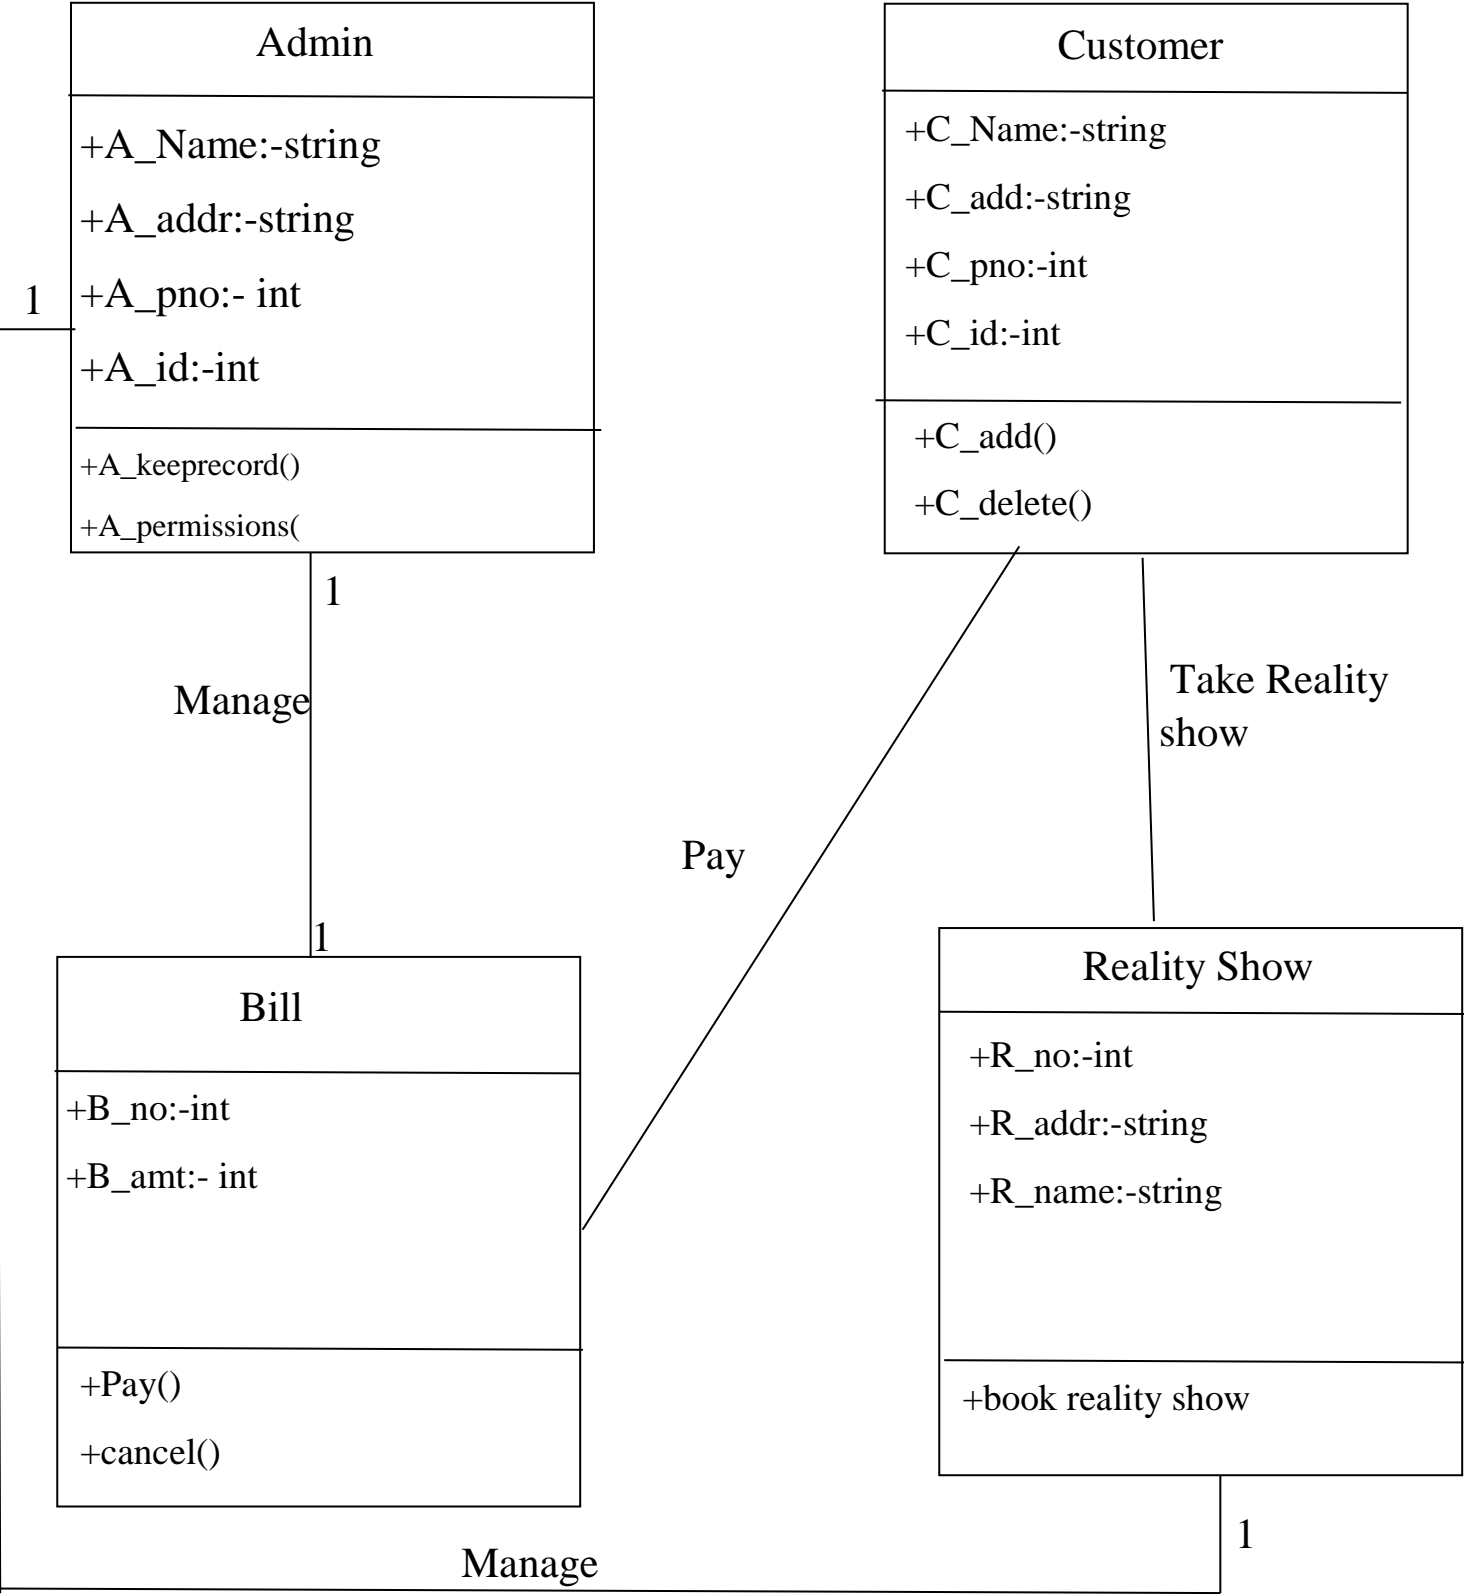 Admin
+A_Name:-string
+A_addr:-string
+A_pno:- int
+A_id:-int
+A_keeprecord()
+A_permissions(
1
1
Manage
1
Customer
+C_Name:-string
+C_add:-string
+C_pno:-int
+C_id:-int
+C_add()
+C_delete()
Take Reality
show
Pay
Bill
+B_no:-int
+B_amt:- int
+Pay()
+cancel()
Reality Show
+R_no:-int
+R_addr:-string
+R_name:-string
+book reality show
1
Manage